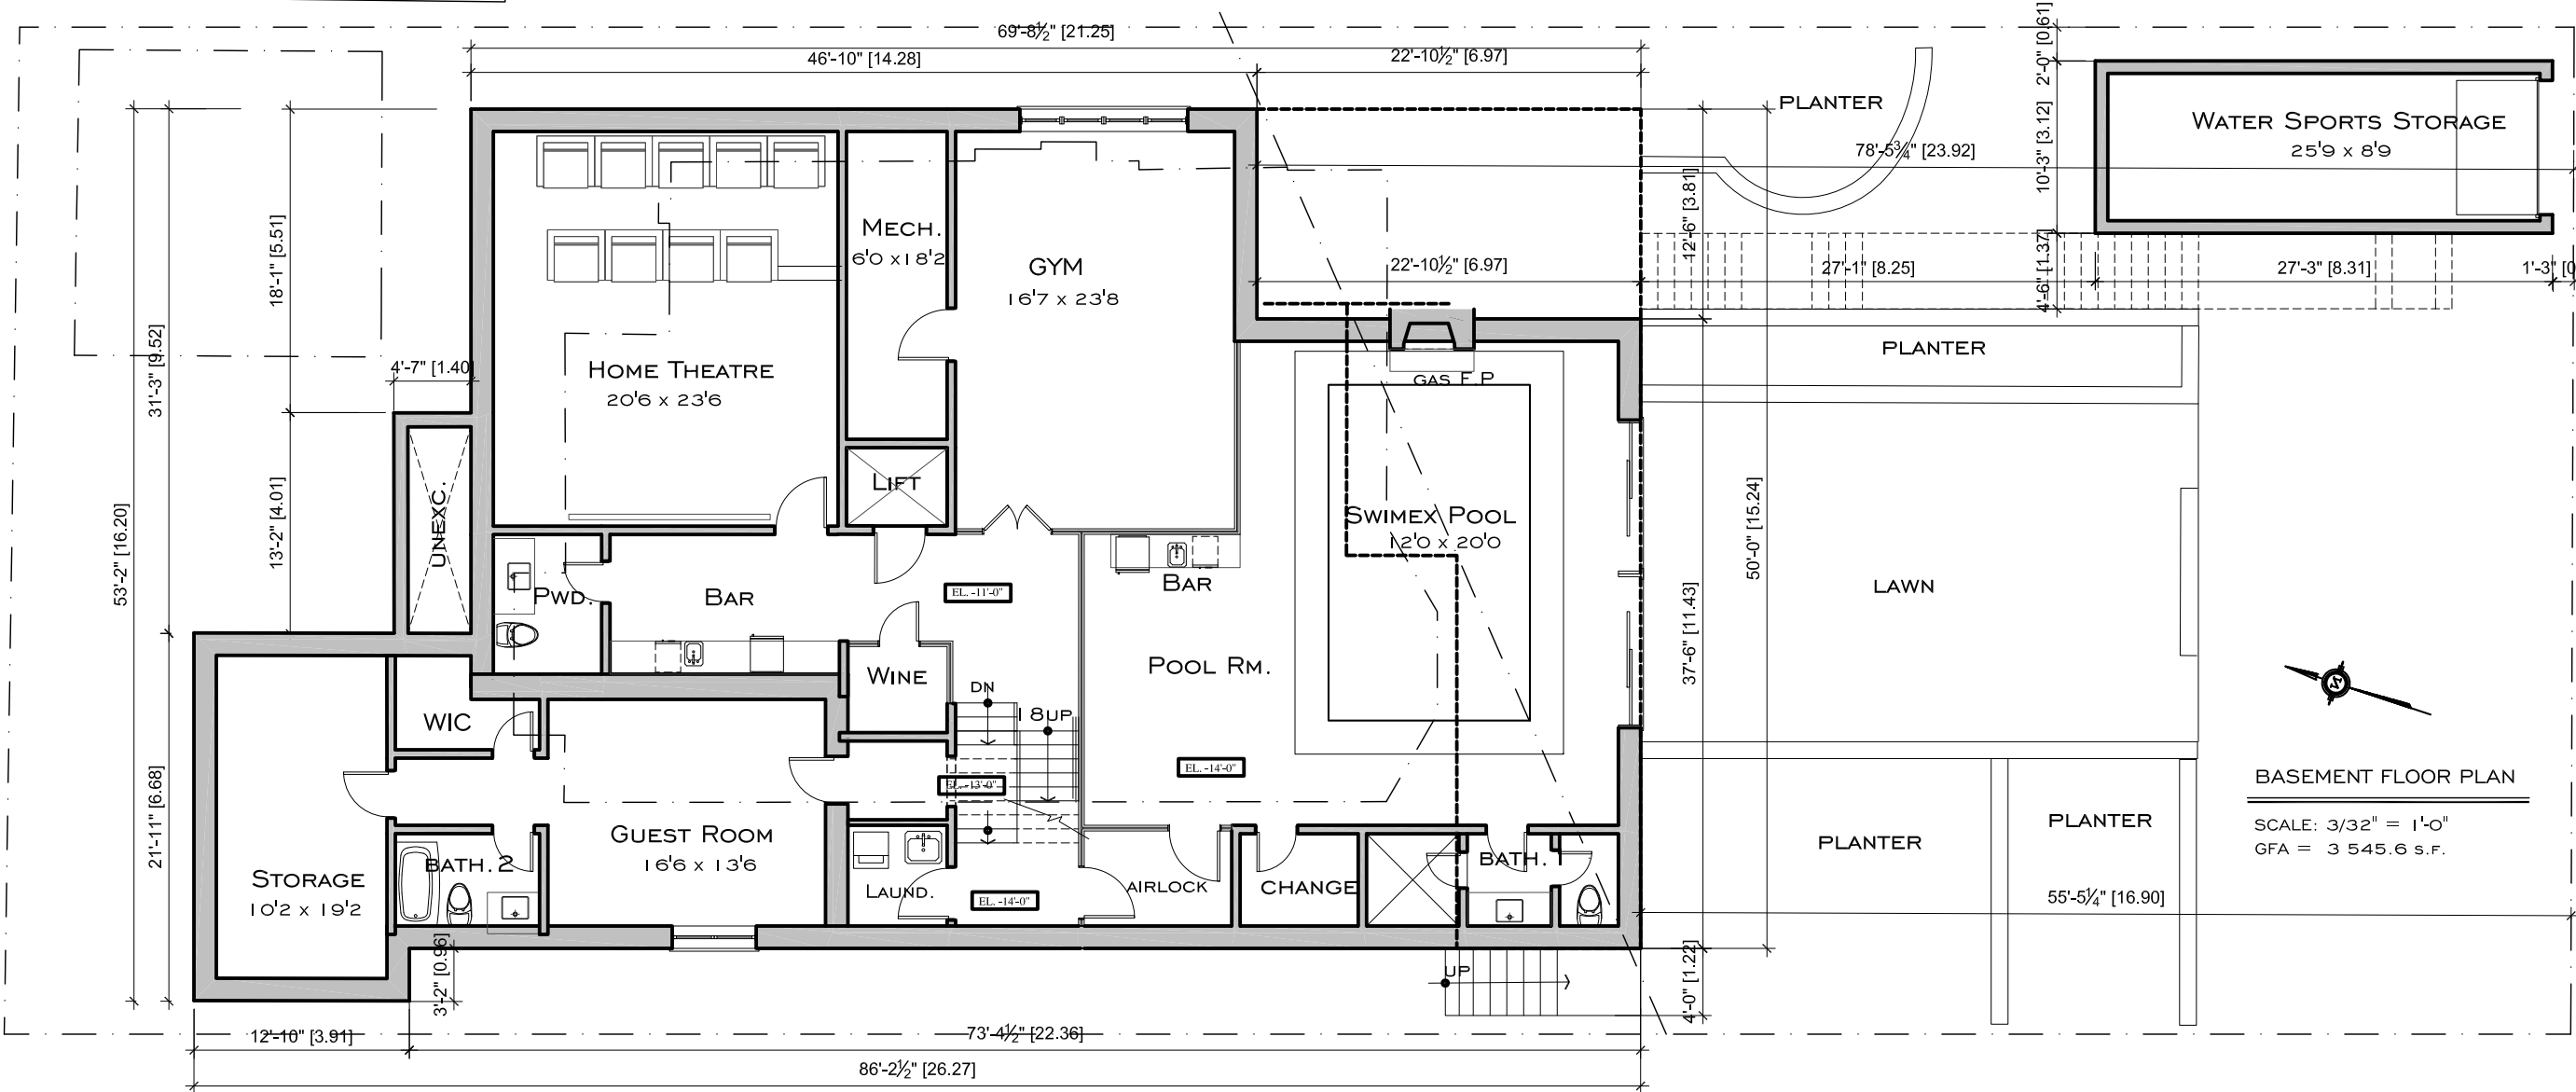 69'-8½" [21.25]
46'-10" [14.28]
22'-10½" [6.97]
2'-0" [0.61]
PLANTER
WATER SPORTS STORAGE
25'9 x 8'9
10'-3" [3.12]
78'-5¾" [23.92]
12'-6" [3.81]
18'-1" [5.51]
MECH.
6'0 x 18'2
GYM
16'7 x 23'8
22'-10½" [6.97]
27'-1" [8.25]
4'-6" [1.37]
27'-3" [8.31]
1'-3" [0
31'-3" [9.52]
4'-7" [1.40]
HOME THEATRE
20'6 x 23'6
GAS F.P
PLANTER
53'-2" [16.20]
13'-2" [4.01]
UNEXC.
LIFT
SWIMEX POOL
12'0 x 20'0
50'-0" [15.24]
PWD.
BAR
EL. -11'-0"
BAR
LAWN
37'-6" [11.43]
WINE
POOL RM.
DN
18UP
WIC
EL. -13'-0"
EL. -14'-0"
21'-11" [6.68]
BASEMENT FLOOR PLAN
SCALE: 3/32" = 1'-0"
GFA = 3 545.6 S.F.
GUEST ROOM
16'6 x 13'6
BATH. 2
STORAGE
10'2 x 19'2
LAUND.
EL. -14'-0"
AIRLOCK
CHANGE
BATH. 1
PLANTER
PLANTER
55'-5¼" [16.90]
3'-2" [0.96]
UP
4'-0" [1.22]
12'-10" [3.91]
73'-4½" [22.36]
86'-2½" [26.27]